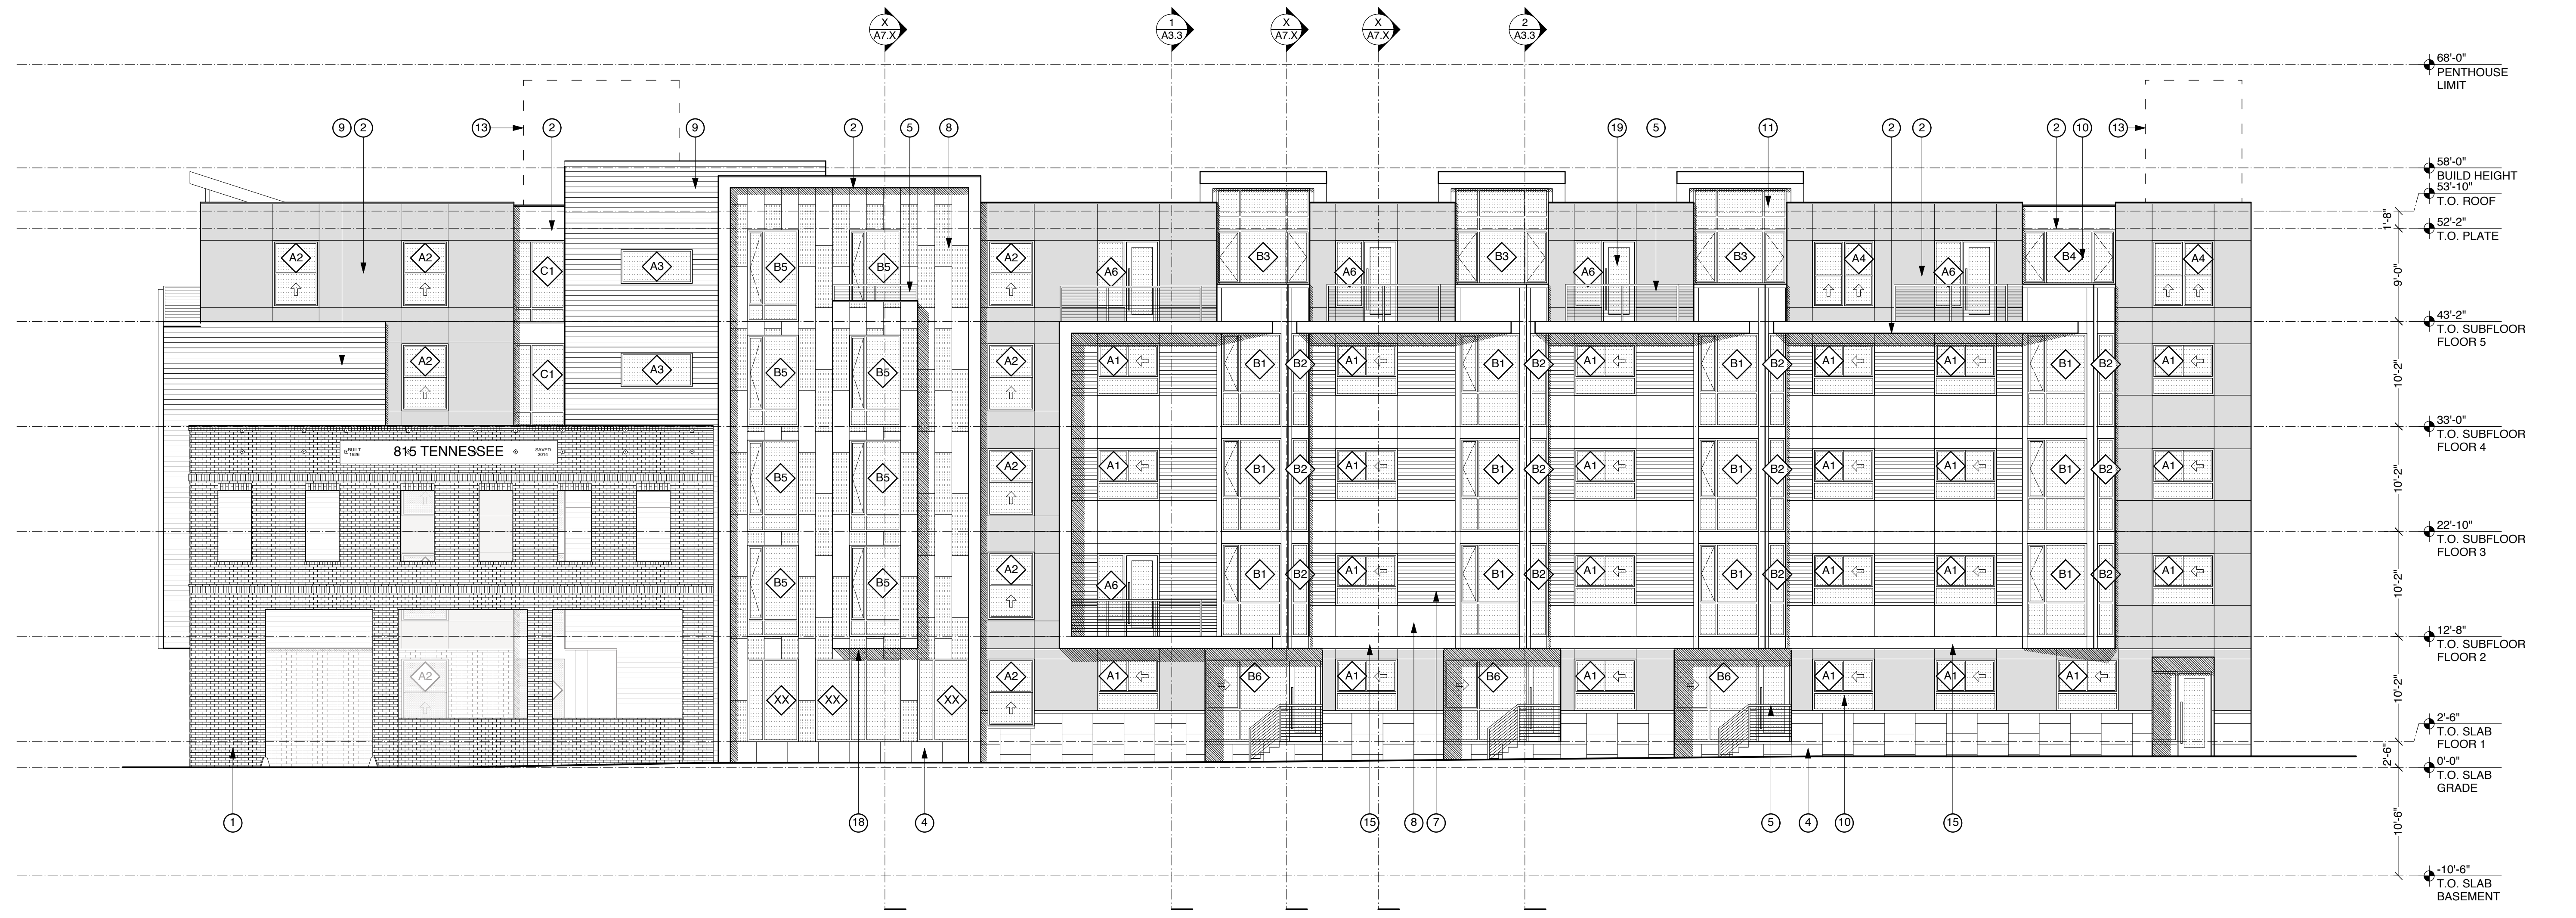 X
A7.X
1
A3.3
X
A7.X
X
A7.X
2
A3.3
68'-0"
PENTHOUSE
LIMIT
9 2 13 2 9 2 5 8 19 5 11 2 2 2 10 13
58'-0"
BUILD HEIGHT
53'-10"
T.O. ROOF
1'-8"
52'-2"
T.O. PLATE
A2 A2 C1 A3 B5 B5 A2 A6 B3 A6 B3 A6 B3 A4 A6 B4 A4
9'-0"
43'-2"
T.O. SUBFLOOR
FLOOR 5
A2 C1 A3 B5 B5 A2 A1 B1 B2 A1 B1 B2 A1 B1 B2 A1 A1 B1 B2 A1
10'-2"
33'-0"
T.O. SUBFLOOR
FLOOR 4
BUILT
1926
815 TENNESSEE
SAVED
2014
B5 B5 A2 A1 B1 B2 A1 B1 B2 A1 B1 B2 A1 A1 B1 B2 A1
10'-2"
22'-10"
T.O. SUBFLOOR
FLOOR 3
B5 B5 A2 A6 B1 B2 A1 B1 B2 A1 B1 B2 A1 A1 B1 B2 A1
10'-2"
12'-8"
T.O. SUBFLOOR
FLOOR 2
A2 XX XX XX A2 A1 B6 A1 B6 A1 B6 A1 A1 A1
10'-2"
2'-6"
T.O. SLAB
FLOOR 1
2'-6"
0'-0"
T.O. SLAB
GRADE
1 18 4 15 8 7 5 4 10 15
10'-6"
-10'-6"
T.O. SLAB
BASEMENT